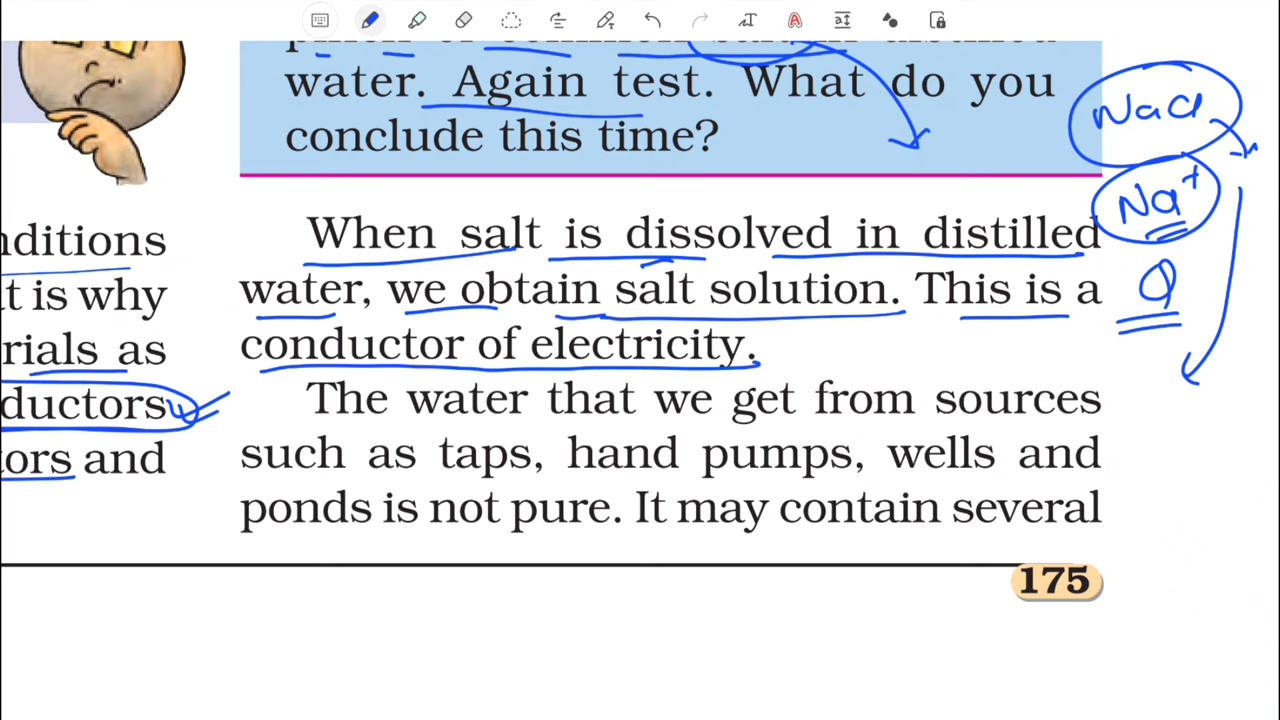 water. Again test. What do you
conclude this time?
NaCl
Na⁺
nditions
t is why
rials as
ductors
tors and
When salt is dissolved in distilled
water, we obtain salt solution. This is a
conductor of electricity.
The water that we get from sources
such as taps, hand pumps, wells and
ponds is not pure. It may contain several
175